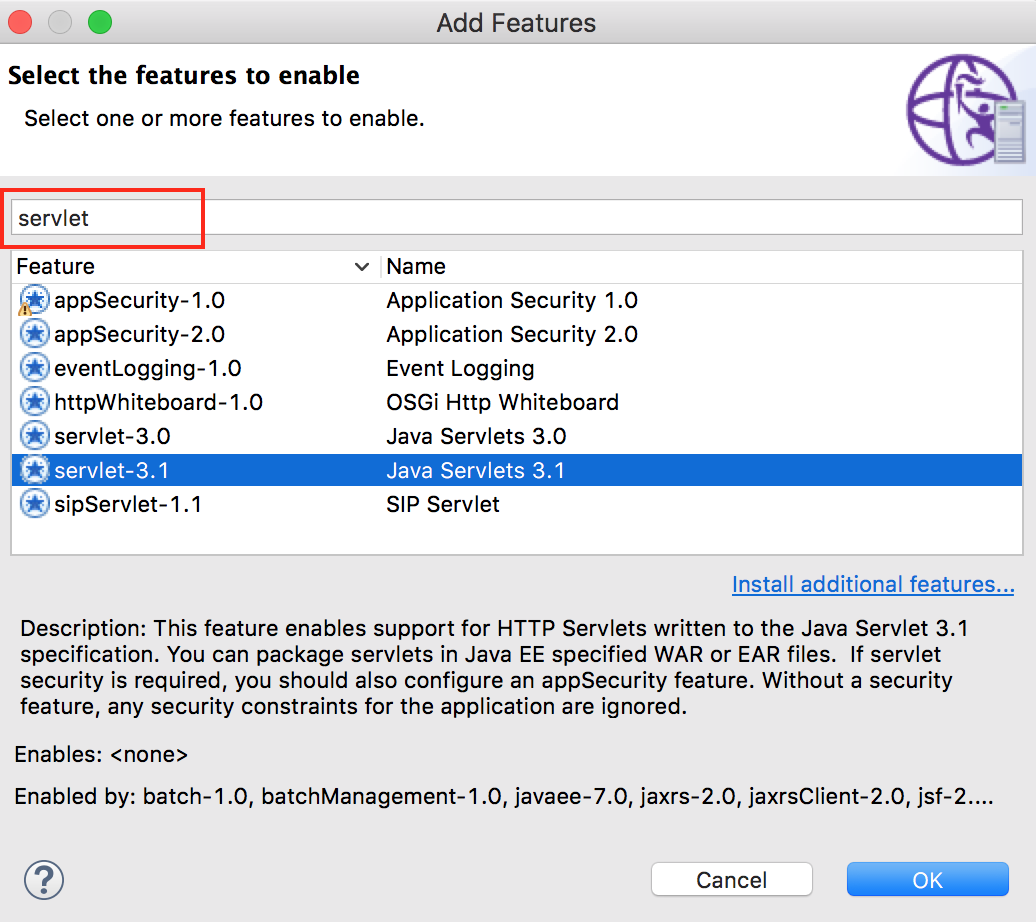 Add Features
Select the features to enable
Select one or more features to enable.
servlet
Feature Name
appSecurity-1.0 Application Security 1.0
appSecurity-2.0 Application Security 2.0
eventLogging-1.0 Event Logging
httpWhiteboard-1.0 OSGi Http Whiteboard
servlet-3.0 Java Servlets 3.0
servlet-3.1 Java Servlets 3.1
sipServlet-1.1 SIP Servlet
Install additional features...
Description: This feature enables support for HTTP Servlets written to the Java Servlet 3.1
specification. You can package servlets in Java EE specified WAR or EAR files.  If servlet
security is required, you should also configure an appSecurity feature. Without a security
feature, any security constraints for the application are ignored.
Enables: <none>
Enabled by: batch-1.0, batchManagement-1.0, javaee-7.0, jaxrs-2.0, jaxrsClient-2.0, jsf-2....
? Cancel OK